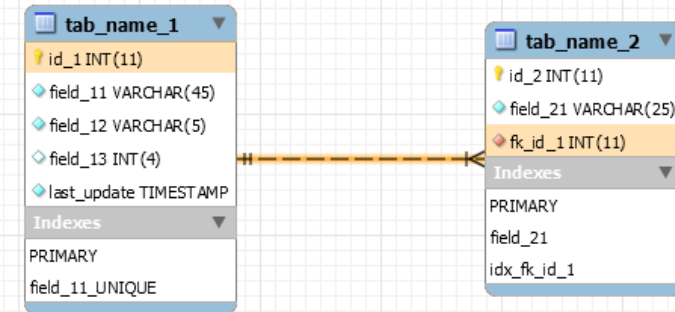 tab_name_1
id_1 INT(11)
field_11 VARCHAR(45)
field_12 VARCHAR(5)
field_13 INT(4)
last_update TIMESTAMP
Indexes
PRIMARY
field_11_UNIQUE
tab_name_2
id_2 INT(11)
field_21 VARCHAR(25)
fk_id_1 INT(11)
Indexes
PRIMARY
field_21
idx_fk_id_1